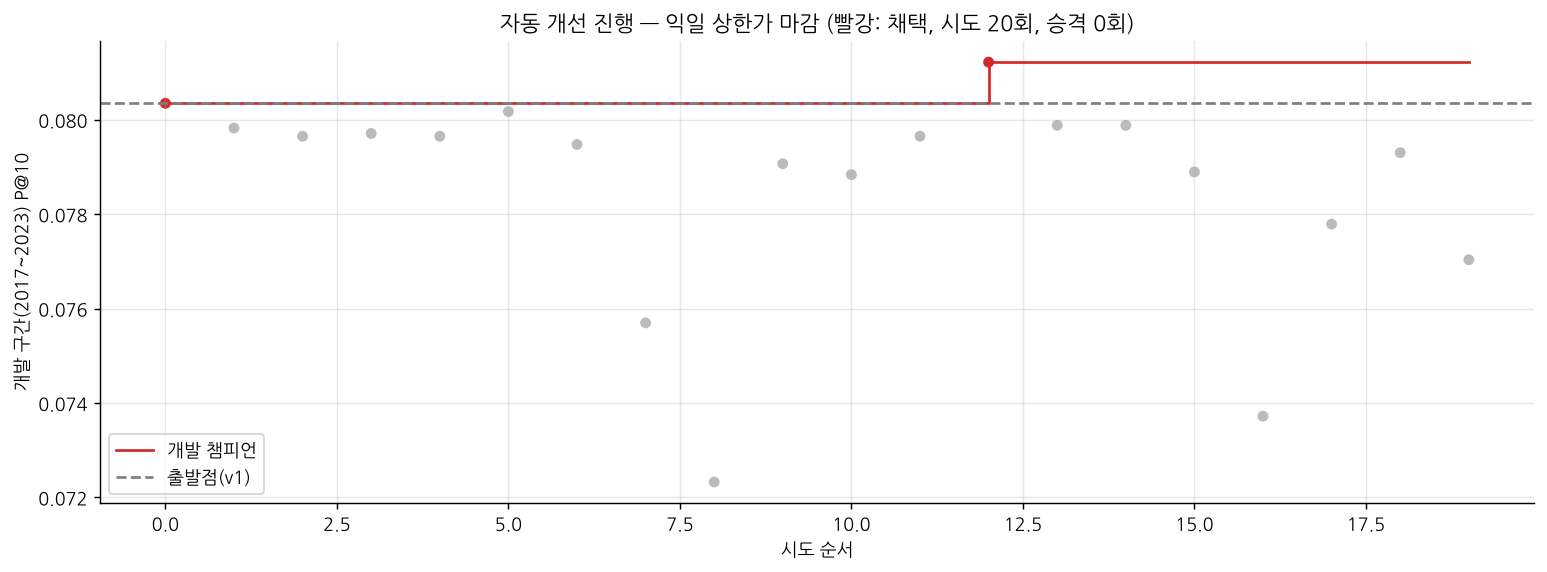 자동 개선 진행 — 익일 상한가 마감 (빨강: 채택, 시도 20회, 승격 0회)
개발 구간(2017~2023) P@10
0.080
0.078
0.076
0.074
0.072
개발 챔피언
출발점(v1)
0.0
2.5
5.0
7.5
10.0
12.5
15.0
17.5
시도 순서